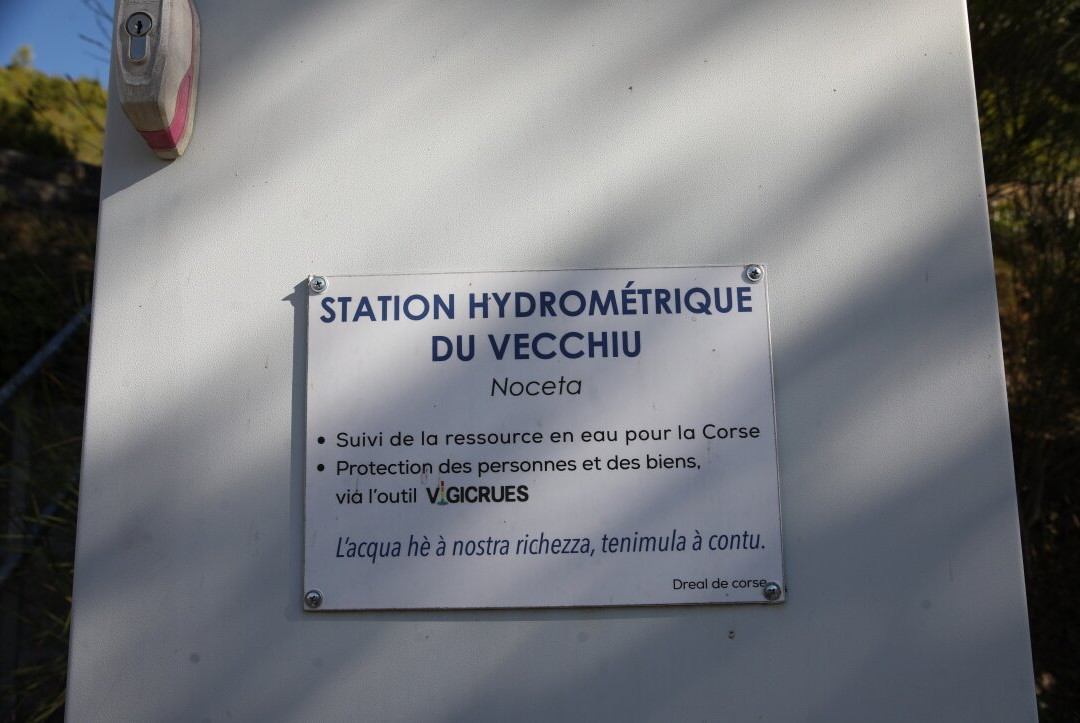 STATION HYDROMÉTRIQUE
DU VECCHIU
Noceta
• Suivi de la ressource en eau pour la Corse
• Protection des personnes et des biens,
via l'outil VIGICRUES
L'acqua hè à nostra richezza, tenimula à contu.
Dreal de corse